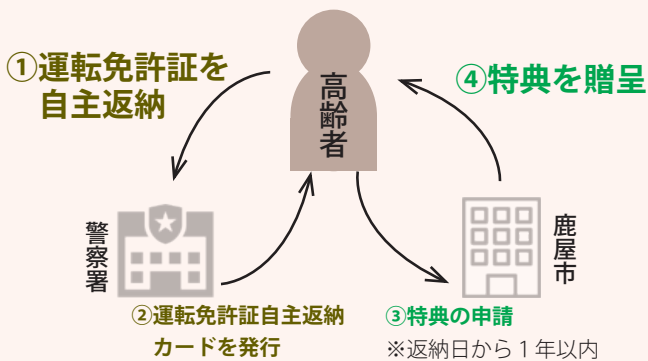 ①運転免許証を
自主返納
高齢者
④特典を贈呈
警察署
鹿屋市
②運転免許証自主返納
カードを発行
③特典の申請
※返納日から1年以内